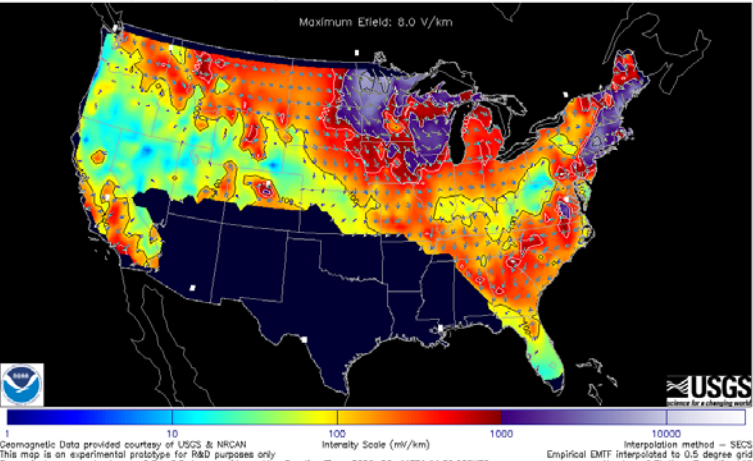 Maximum Efield: 8.0 V/km
100
NOAA
USGS
science for a changing world
1 10 100 1000 10000
Geomagnetic Data provided courtesy of USGS & NRCAN Intensity Scale (mV/km) Interpolation method - SECS
This map is an experimental prototype for R&D purposes only Empirical EMTF interpolated to 0.5 degree grid